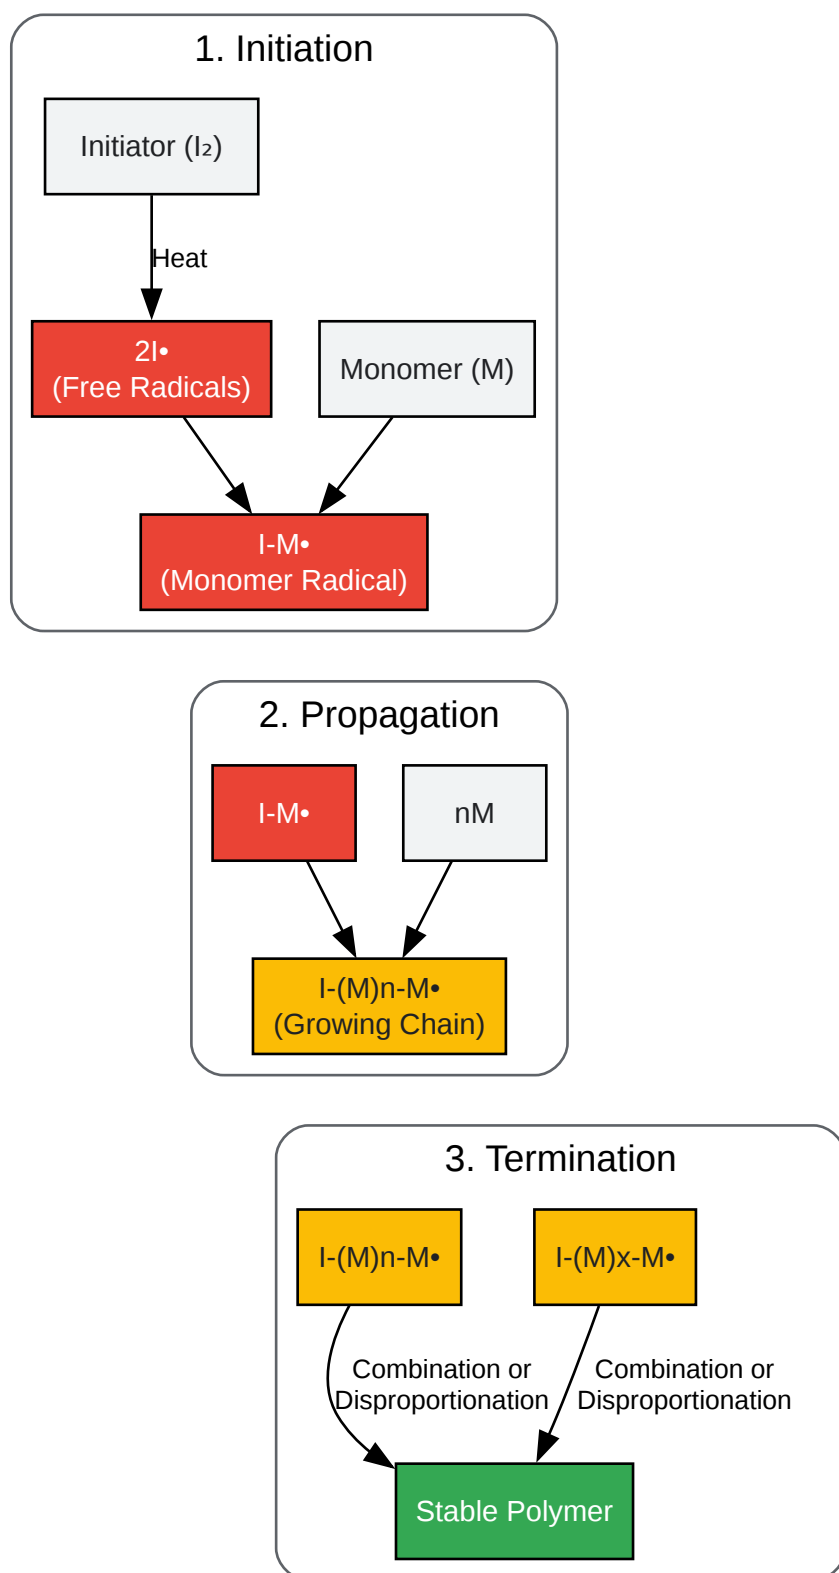 1. Initiation
Initiator (I₂)
Heat
2I•
(Free Radicals)
Monomer (M)
I-M•
(Monomer Radical)
2. Propagation
I-M•
nM
I-(M)n-M•
(Growing Chain)
3. Termination
I-(M)n-M•
I-(M)x-M•
Combination or
Disproportionation
Combination or
Disproportionation
Stable Polymer